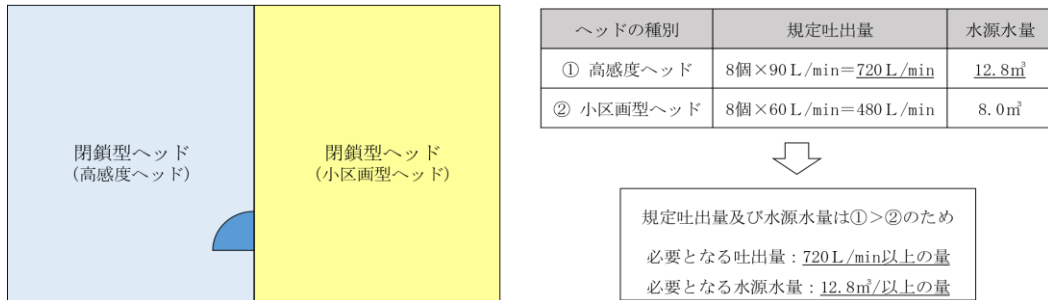 閉鎖型ヘッド
(高感度ヘッド)
閉鎖型ヘッド
(小区画型ヘッド)
ヘッドの種別 規定吐出量 水源水量
① 高感度ヘッド 8個×90L/min=720L/min 12.8㎥
② 小区画型ヘッド 8個×60L/min=480L/min 8.0㎥
規定吐出量及び水源水量は①>②のため
必要となる吐出量:720L/min以上の量
必要となる水源水量:12.8㎥/以上の量